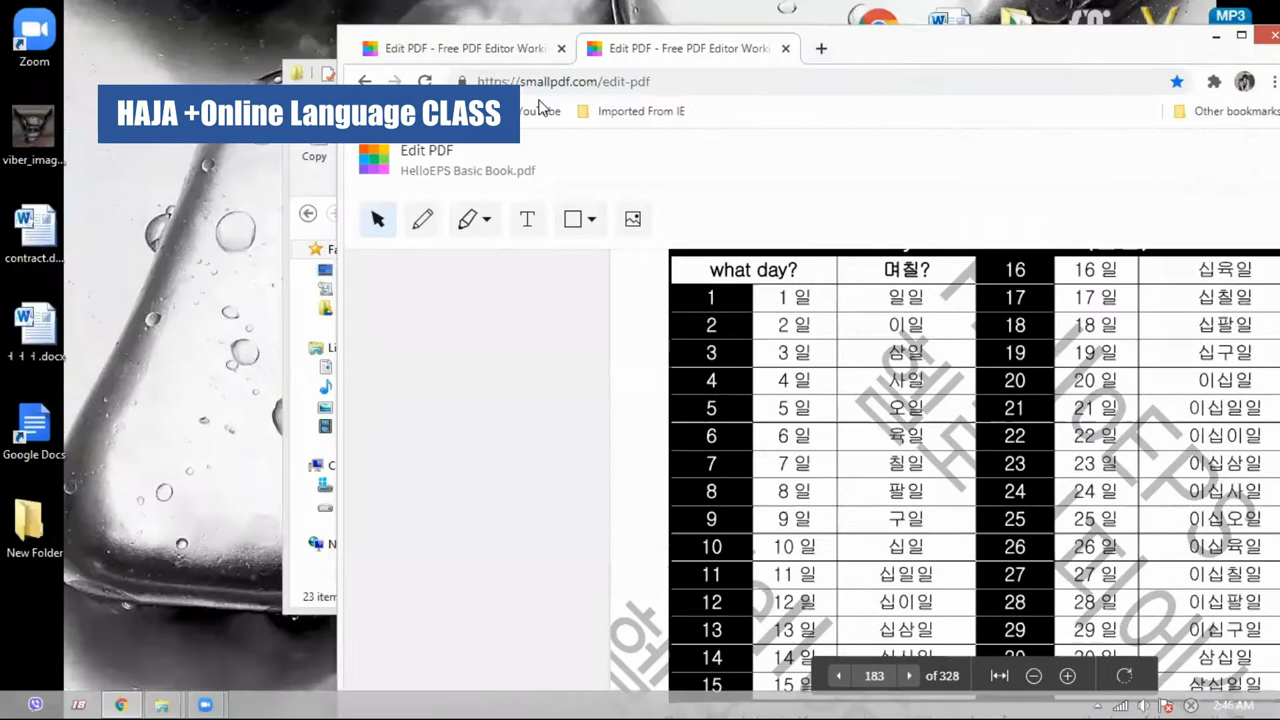 MP3
Zoom
Edit PDF - Free PDF Editor Worki
Edit PDF - Free PDF Editor Worki
https://smallpdf.com/edit-pdf
HAJA +Online Language CLASS
Imported From IE
Other bookmarks
viber_imag...
Copy
Edit PDF
HelloEPS Basic Book.pdf
contract.d...
what day? 며칠? 16 16 일 십육일
1 1 일 일일 17 17 일 십칠일
2 2 일 이일 18 18 일 십팔일
3 3 일 삼일 19 19 일 십구일
4 4 일 사일 20 20 일 이십일
5 5 일 오일 21 21 일 이십일일
6 6 일 육일 22 22 일 이십이일
7 7 일 칠일 23 23 일 이십삼일
8 8 일 팔일 24 24 일 이십사일
9 9 일 구일 25 25 일 이십오일
10 10 일 십일 26 26 일 이십육일
11 11 일 십일일 27 27 일 이십칠일
12 12 일 십이일 28 28 일 이십팔일
13 13 일 십삼일 29 29 일 이십구일
14 14 일 삼십일
15 15 일 삼십일일
ㅓㅓㅓ.docx
Google Docs
New Folder
23 item
183 of 328
18
2:46 AM